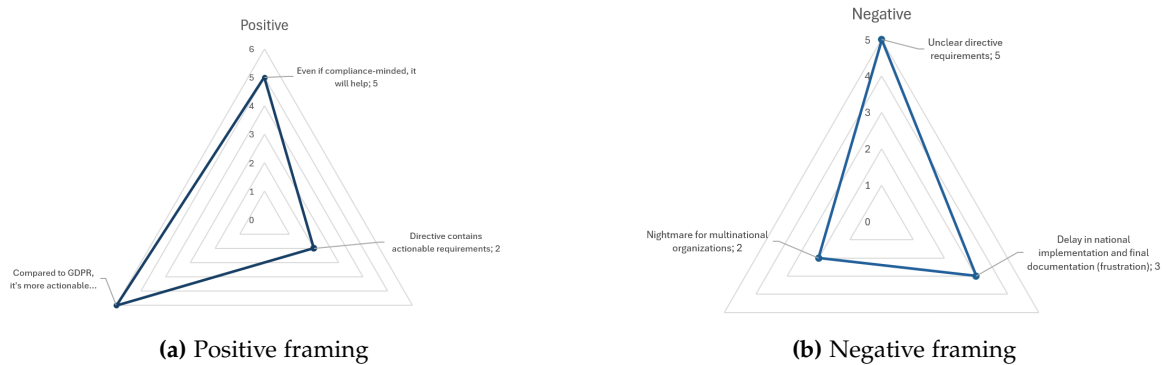 Positive
6
5
4
3
2
1
0
Even if compliance-minded, it
will help; 5
Directive contains
actionable requirements; 2
Compared to GDPR,
it's more actionable...
(a) Positive framing
Negative
5
4
3
2
1
0
Unclear directive
requirements; 5
Nightmare for multinational
organizations; 2
Delay in national
implementation and final
documentation (frustration); 3
(b) Negative framing